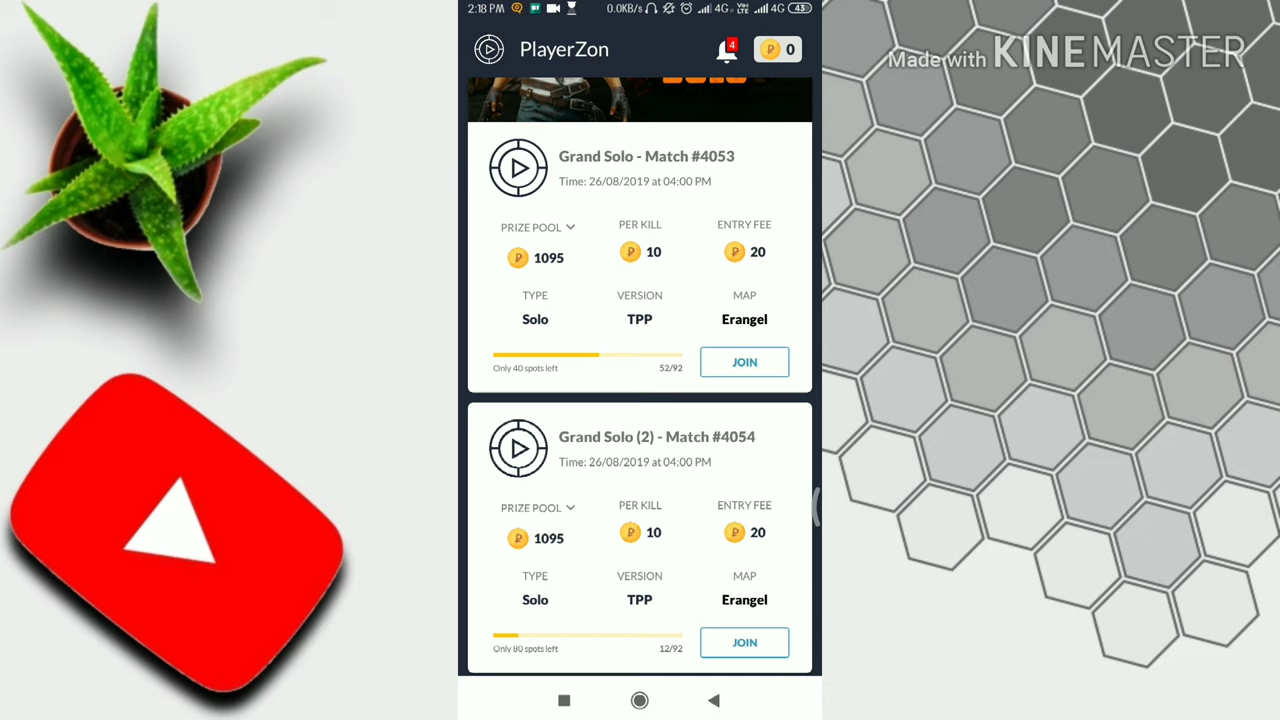 2:18 PM
0.0KB/s 4G Vo LTE 4G 43
Made with KINEMASTER
PlayerZon
4
0
Grand Solo - Match #4053
Time: 26/08/2019 at 04:00 PM
PRIZE POOL PER KILL ENTRY FEE
1095 10 20
TYPE VERSION MAP
Solo TPP Erangel
Only 40 spots left 52/92 JOIN
Grand Solo (2) - Match #4054
Time: 26/08/2019 at 04:00 PM
PRIZE POOL PER KILL ENTRY FEE
1095 10 20
TYPE VERSION MAP
Solo TPP Erangel
Only 80 spots left 12/92 JOIN